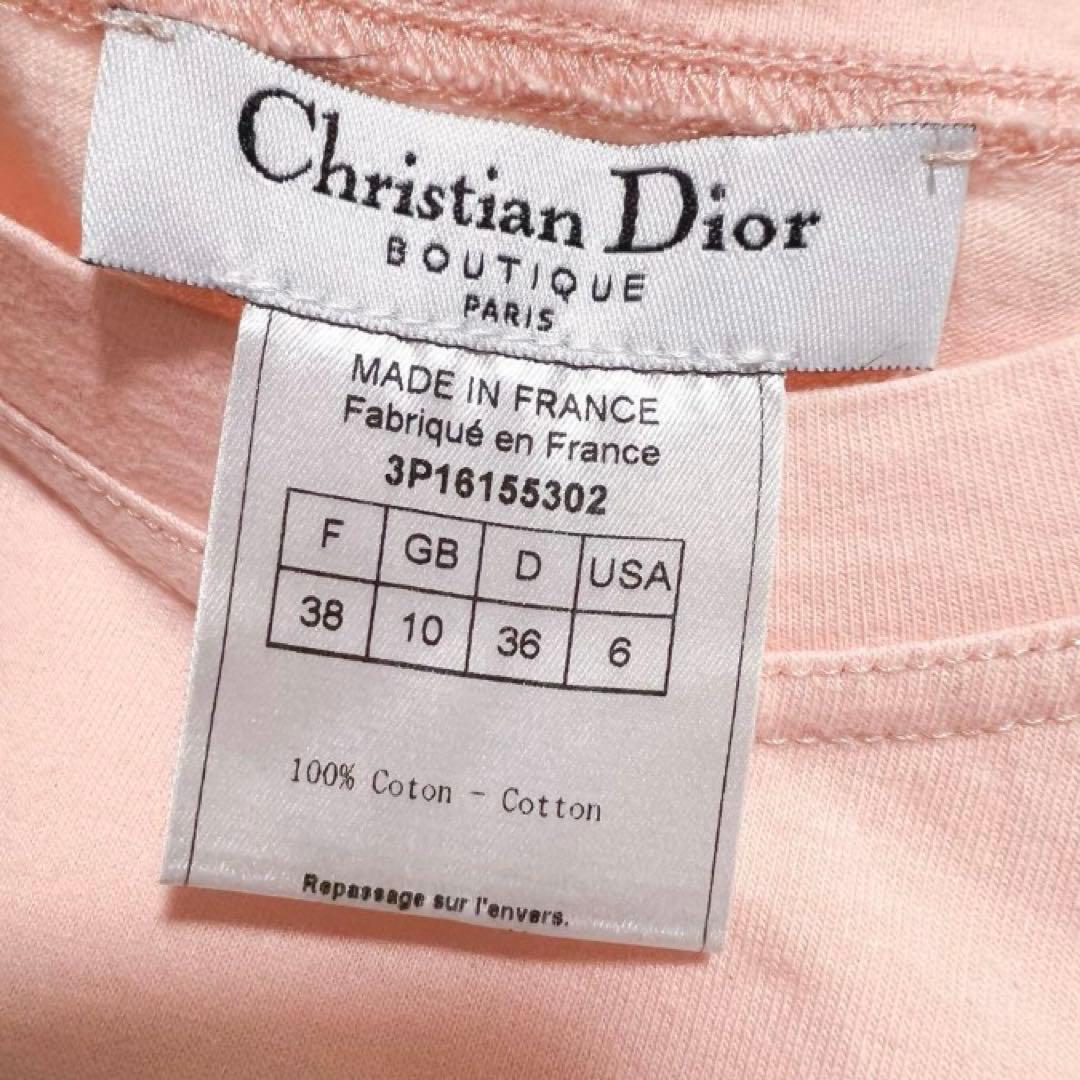 Christian Dior
BOUTIQUE
PARIS
MADE IN FRANCE
Fabriqué en France
3P16155302
F GB D USA
38 10 36 6
100% Coton - Cotton
Repassage sur l'envers.